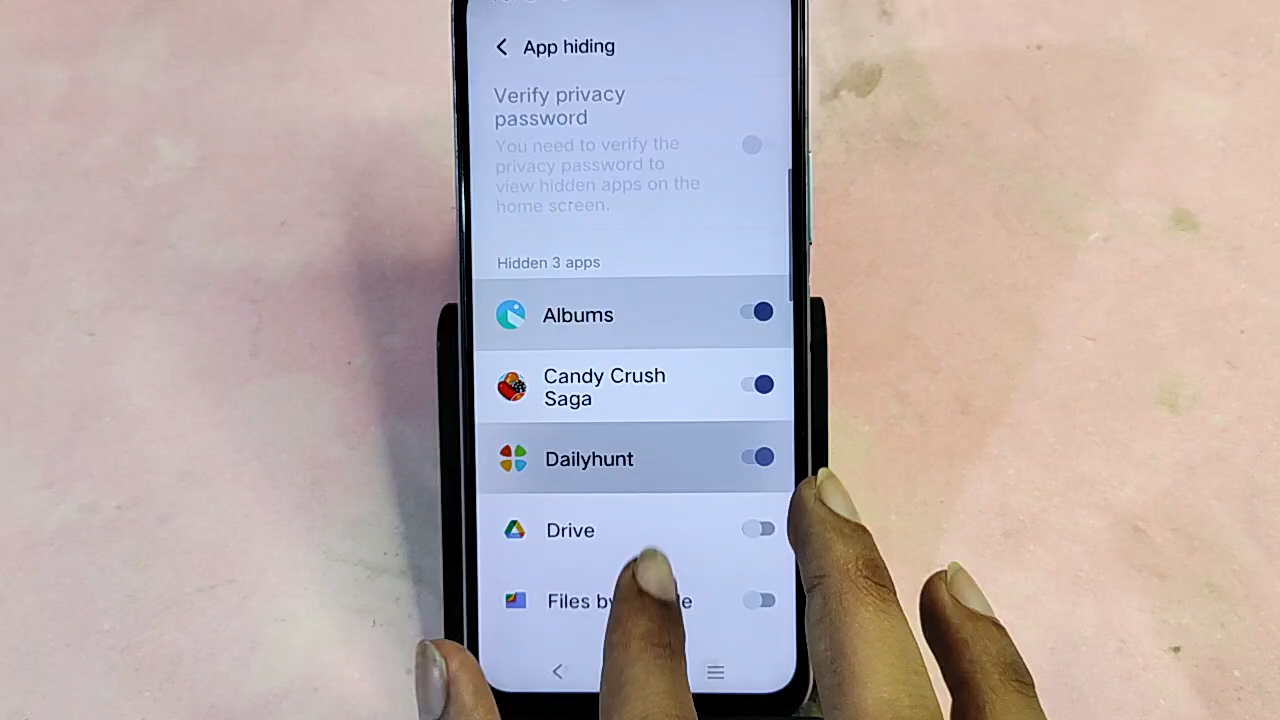 App hiding
Verify privacy
password
You need to verify the
privacy password to
view hidden apps on the
home screen.
Hidden 3 apps
Albums
Candy Crush
Saga
Dailyhunt
Drive
Files by